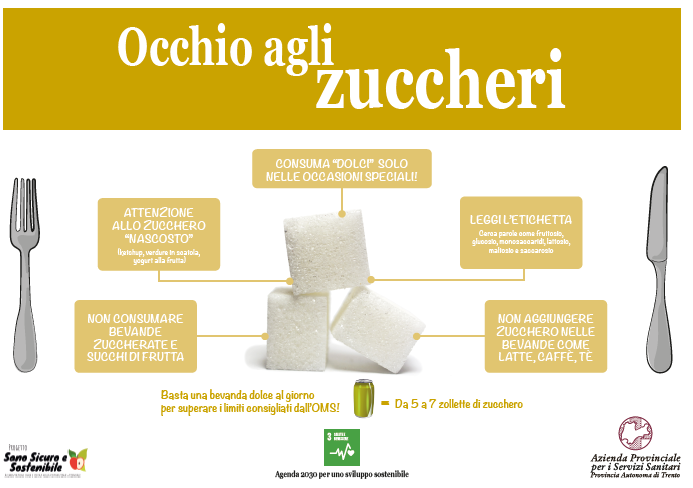 Occhio agli
zuccheri
CONSUMA "DOLCI" SOLO
NELLE OCCASIONI SPECIALI!
ATTENZIONE
ALLO ZUCCHERO
"NASCOSTO"
(ketchup, verdure in scatola,
yogurt alla frutta)
LEGGI L'ETICHETTA
Cerca parole come fruttosio,
glucosio, monosaccaridi, lattosio,
maltosio e saccarosio
NON CONSUMARE
BEVANDE
ZUCCHERATE E
SUCCHI DI FRUTTA
NON AGGIUNGERE
ZUCCHERO NELLE
BEVANDE COME
LATTE, CAFFÈ, TÈ
Basta una bevanda dolce al giorno
per superare i limiti consigliati dall'OMS!
= Da 5 a 7 zollette di zucchero
PROGETTO
Sano Sicuro e
Sostenibile
3 SALUTE E
BENESSERE
Agenda 2030 per uno sviluppo sostenibile
Azienda Provinciale
per i Servizi Sanitari
Provincia Autonoma di Trento